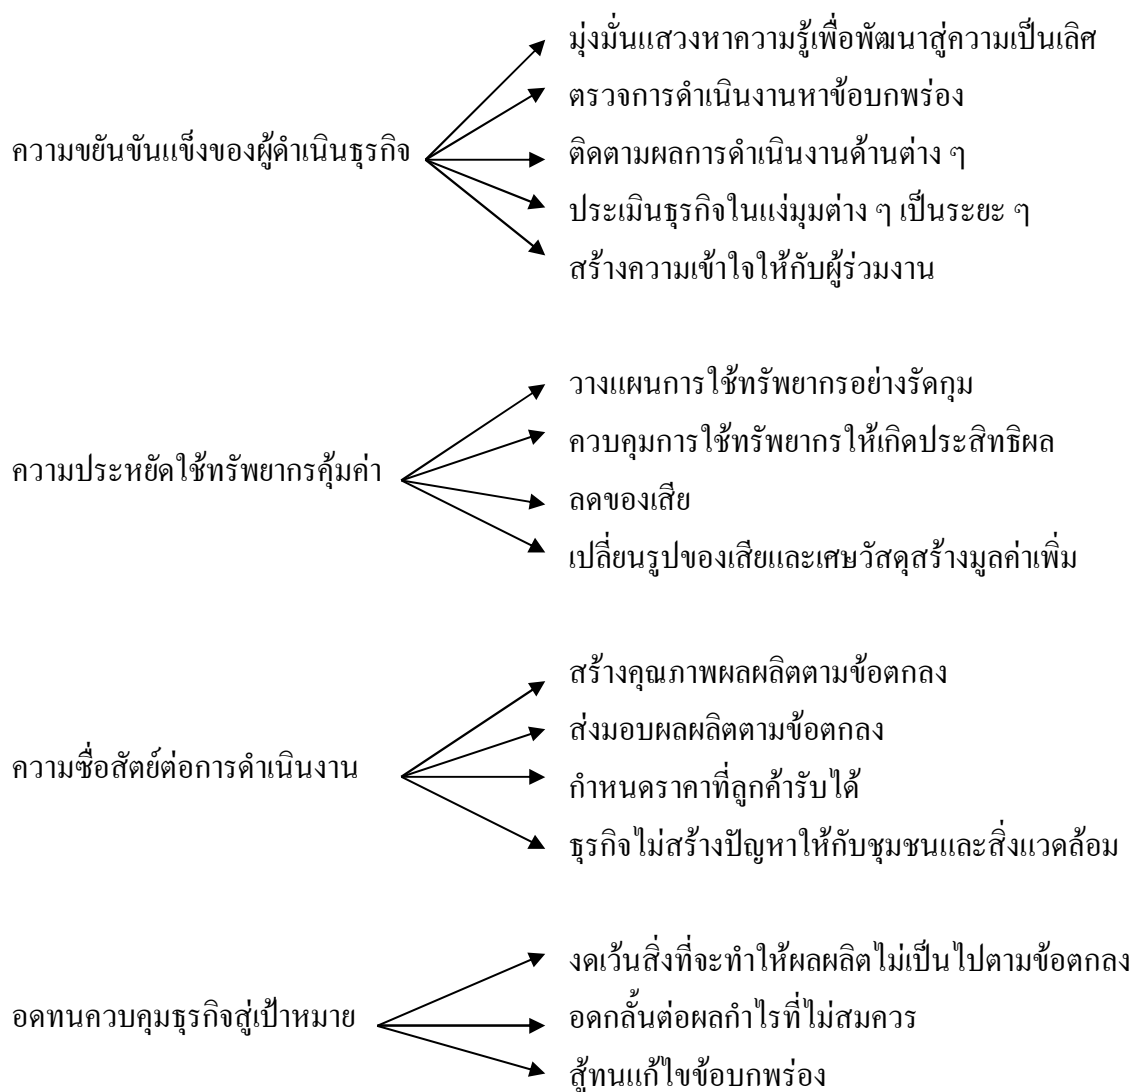 มุ่งมั่นแสวงหาความรู้เพื่อพัฒนาสู่ความเป็นเลิศ
ตรวจการดำเนินงานหาข้อบกพร่อง
ความขยันขันแข็งของผู้ดำเนินธุรกิจ
ติดตามผลการดำเนินงานด้านต่าง ๆ
ประเมินธุรกิจในแง่มุมต่าง ๆ เป็นระยะ ๆ
สร้างความเข้าใจให้กับผู้ร่วมงาน
วางแผนการใช้ทรัพยากรอย่างรัดกุม
ควบคุมการใช้ทรัพยากรให้เกิดประสิทธิผล
ความประหยัดใช้ทรัพยากรคุ้มค่า
ลดของเสีย
เปลี่ยนรูปของเสียและเศษวัสดุสร้างมูลค่าเพิ่ม
สร้างคุณภาพผลผลิตตามข้อตกลง
ส่งมอบผลผลิตตามข้อตกลง
ความซื่อสัตย์ต่อการดำเนินงาน
กำหนดราคาที่ลูกค้ารับได้
ธุรกิจไม่สร้างปัญหาให้กับชุมชนและสิ่งแวดล้อม
งดเว้นสิ่งที่จะทำให้ผลผลิตไม่เป็นไปตามข้อตกลง
อดทนควบคุมธุรกิจสู่เป้าหมาย
อดกลั้นต่อผลกำไรที่ไม่สมควร
สู้ทนแก้ไขข้อบกพร่อง